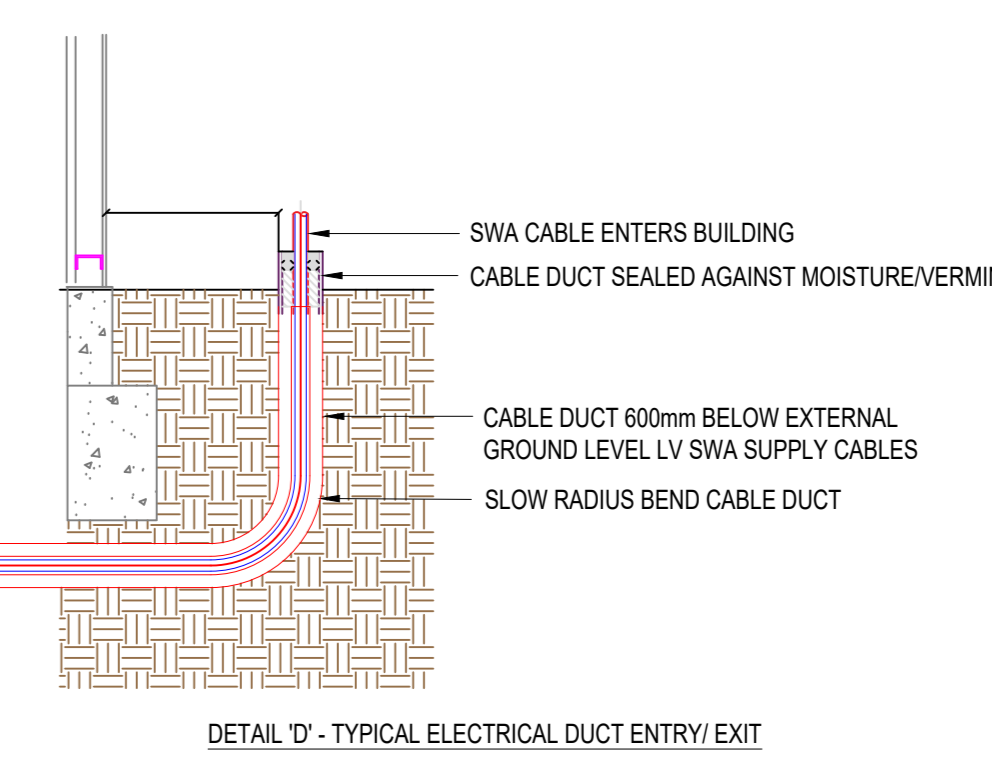 SWA CABLE ENTERS BUILDING
CABLE DUCT SEALED AGAINST MOISTURE/VERMIN
CABLE DUCT 600mm BELOW EXTERNAL
GROUND LEVEL LV SWA SUPPLY CABLES
SLOW RADIUS BEND CABLE DUCT
DETAIL 'D' - TYPICAL ELECTRICAL DUCT ENTRY/ EXIT